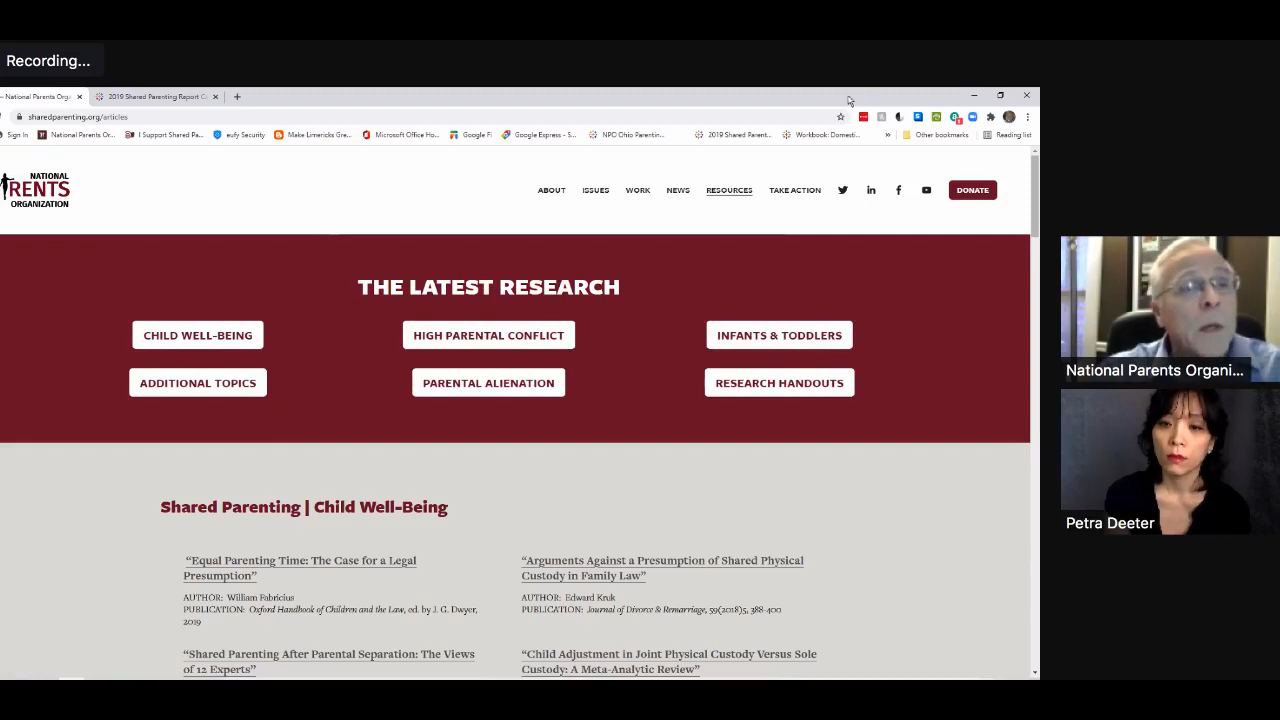 Recording...
– National Parents Orga
2019 Shared Parenting Report C
sharedparenting.org/articles
Sign In
National Parents Or...
I Support Shared Pa...
eufy Security
Make Limericks Gre...
Microsoft Office Ho...
Google Fi
Google Express - S...
NPO Ohio Parentin...
2019 Shared Parent...
Workbook: Domesti...
»
Other bookmarks
Reading list
NATIONAL
RENTS
ORGANIZATION
ABOUT
ISSUES
WORK
NEWS
RESOURCES
TAKE ACTION
DONATE
THE LATEST RESEARCH
CHILD WELL-BEING
HIGH PARENTAL CONFLICT
INFANTS & TODDLERS
ADDITIONAL TOPICS
PARENTAL ALIENATION
RESEARCH HANDOUTS
Shared Parenting | Child Well-Being
“Equal Parenting Time: The Case for a Legal
Presumption”
AUTHOR: William Fabricius
PUBLICATION: Oxford Handbook of Children and the Law, ed. by J. G. Dwyer,
2019
“Arguments Against a Presumption of Shared Physical
Custody in Family Law”
AUTHOR: Edward Kruk
PUBLICATION: Journal of Divorce & Remarriage, 59(2018)5, 388-400
“Shared Parenting After Parental Separation: The Views
of 12 Experts”
“Child Adjustment in Joint Physical Custody Versus Sole
Custody: A Meta-Analytic Review”
National Parents Organi...
Petra Deeter